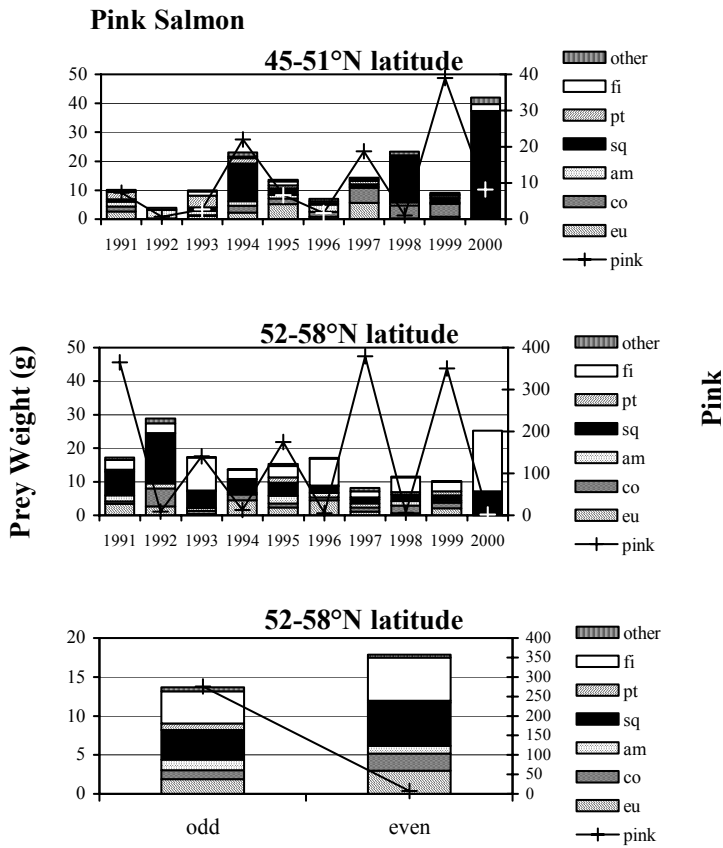 Pink Salmon
45-51°N latitude
50
40
30
20
10
0
40
30
20
10
0
1991 1992 1993 1994 1995 1996 1997 1998 1999 2000
other
fi
pt
sq
am
co
eu
pink
Prey Weight (g)
Pink
52-58°N latitude
50
40
30
20
10
0
400
300
200
100
0
1991 1992 1993 1994 1995 1996 1997 1998 1999 2000
other
fi
pt
sq
am
co
eu
pink
52-58°N latitude
20
15
10
5
0
400
350
300
250
200
150
100
50
0
odd even
other
fi
pt
sq
am
co
eu
pink